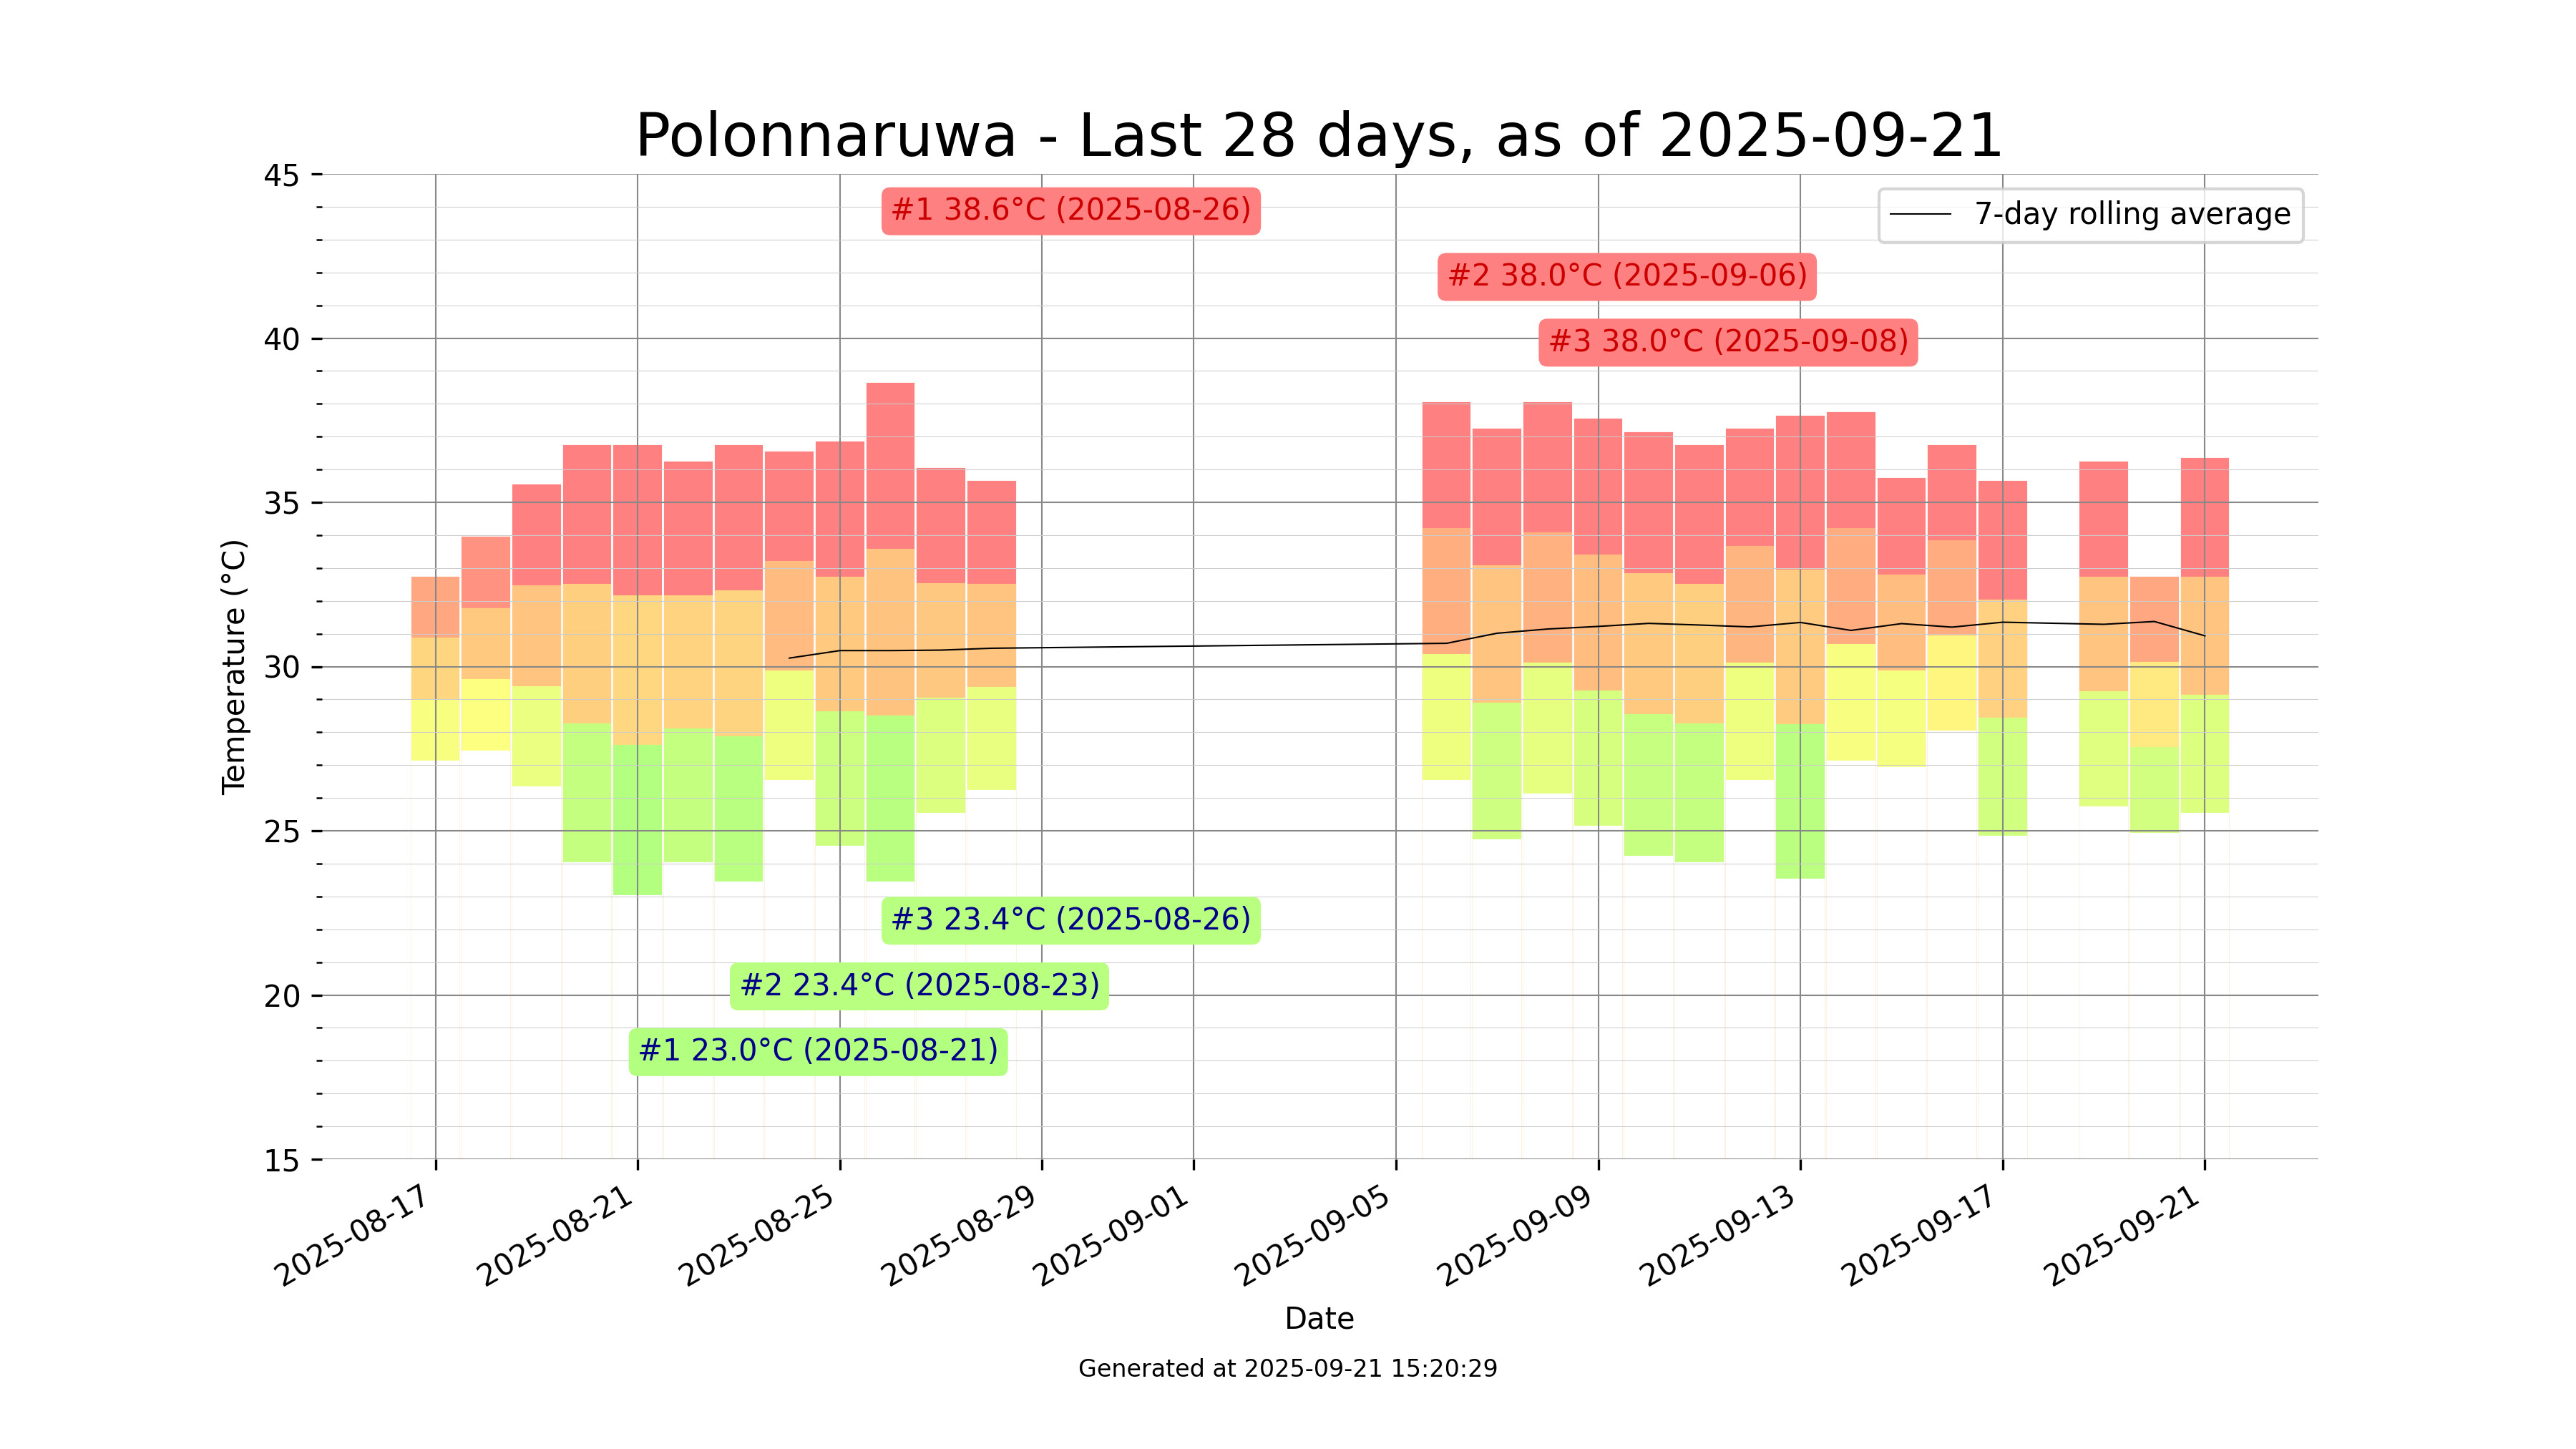 Polonnaruwa - Last 28 days, as of 2025-09-21
45
40
35
30
25
20
15
Temperature (°C)
7-day rolling average
#1 38.6°C (2025-08-26)
#2 38.0°C (2025-09-06)
#3 38.0°C (2025-09-08)
#3 23.4°C (2025-08-26)
#2 23.4°C (2025-08-23)
#1 23.0°C (2025-08-21)
2025-08-17
2025-08-21
2025-08-25
2025-08-29
2025-09-01
2025-09-05
2025-09-09
2025-09-13
2025-09-17
2025-09-21
Date
Generated at 2025-09-21 15:20:29